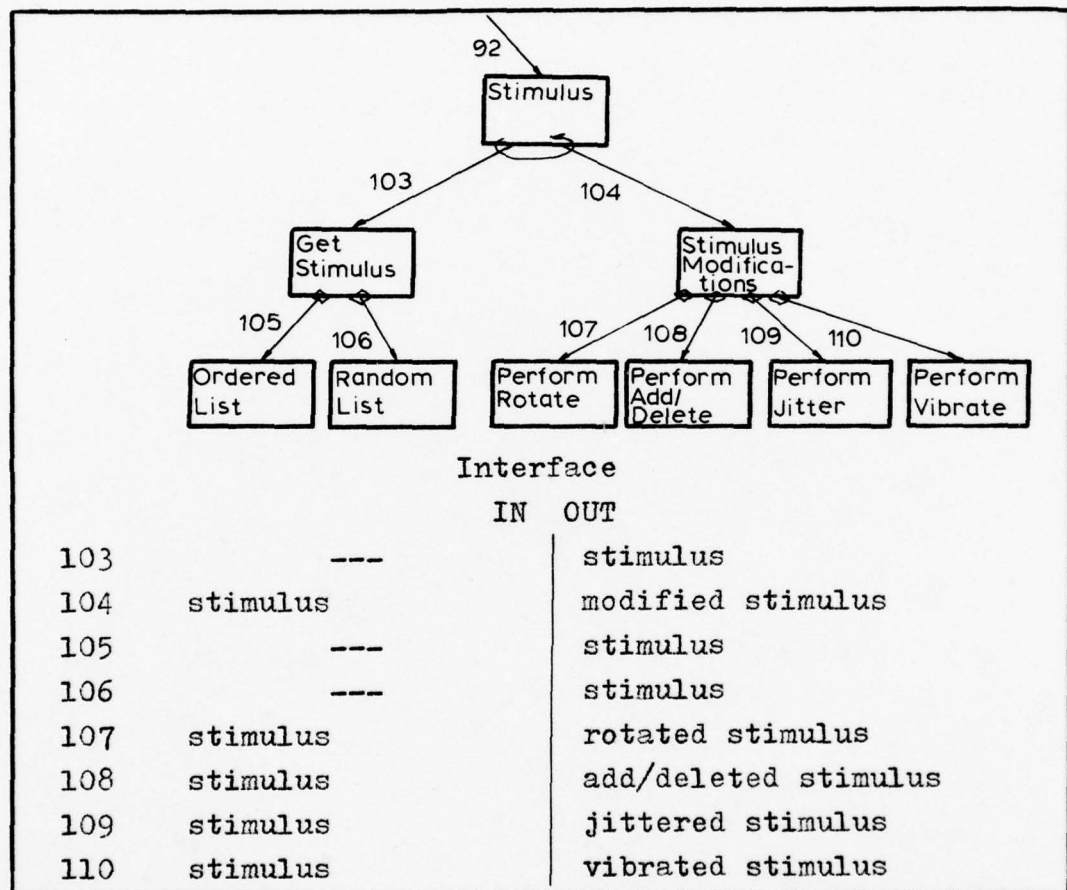 92
Stimulus
103
104
Get
Stimulus
Stimulus
Modifica-
tions
105
106
107
108
109
110
Ordered
List
Random
List
Perform
Rotate
Perform
Add/
Delete
Perform
Jitter
Perform
Vibrate
Interface
IN OUT
103 --- stimulus
104 stimulus modified stimulus
105 --- stimulus
106 --- stimulus
107 stimulus rotated stimulus
108 stimulus add/deleted stimulus
109 stimulus jittered stimulus
110 stimulus vibrated stimulus